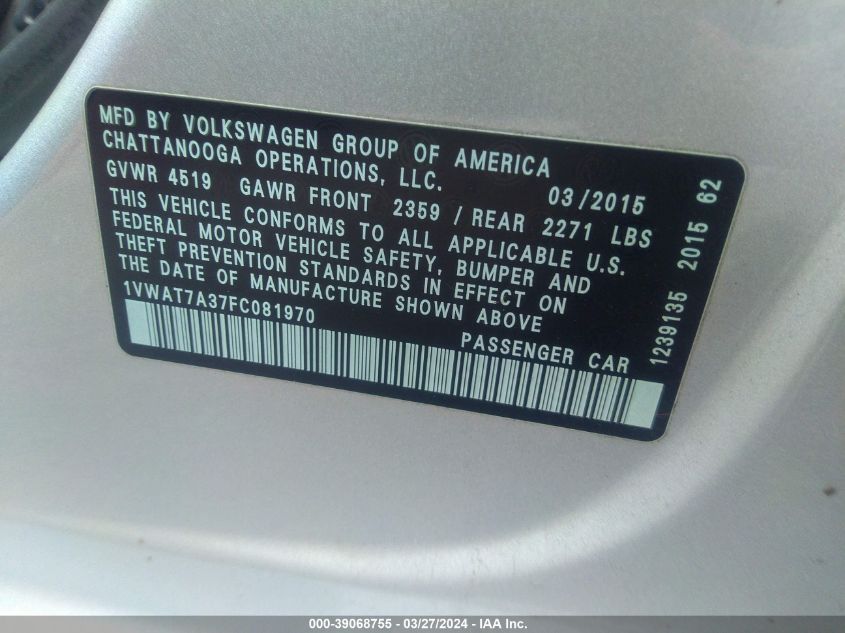 MFD BY VOLKSWAGEN GROUP OF AMERICA
CHATTANOOGA OPERATIONS, LLC.
GVWR 4519 GAWR FRONT 2359 / REAR 2271 LBS 03/2015
THIS VEHICLE CONFORMS TO ALL APPLICABLE U.S.
FEDERAL MOTOR VEHICLE SAFETY, BUMPER AND
THEFT PREVENTION STANDARDS IN EFFECT ON
THE DATE OF MANUFACTURE SHOWN ABOVE
1VWAT7A37FC081970
PASSENGER CAR
1239135 2015 62
000-39068755 - 03/27/2024 - IAA Inc.